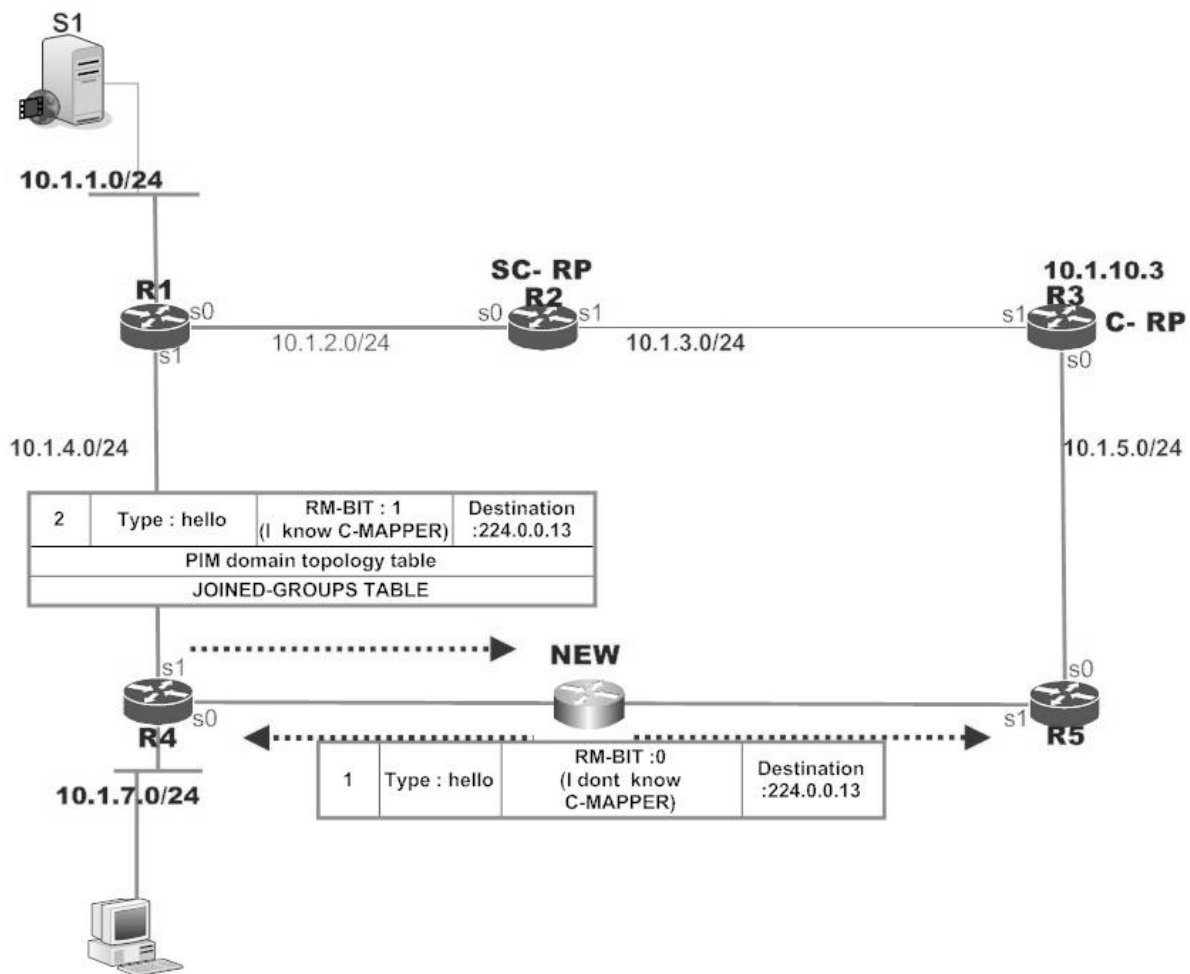 S1
10.1.1.0/24
R1
s0
s1
SC- RP
R2
s0
s1
10.1.2.0/24
10.1.3.0/24
10.1.10.3
R3
s1
C- RP
s0
10.1.4.0/24
10.1.5.0/24
2
Type : hello
RM-BIT : 1
(I know C-MAPPER)
Destination
:224.0.0.13
PIM domain topology table
JOINED-GROUPS TABLE
NEW
s1
s0
R4
s0
s1
R5
10.1.7.0/24
1
Type : hello
RM-BIT :0
(I dont know
C-MAPPER)
Destination
:224.0.0.13